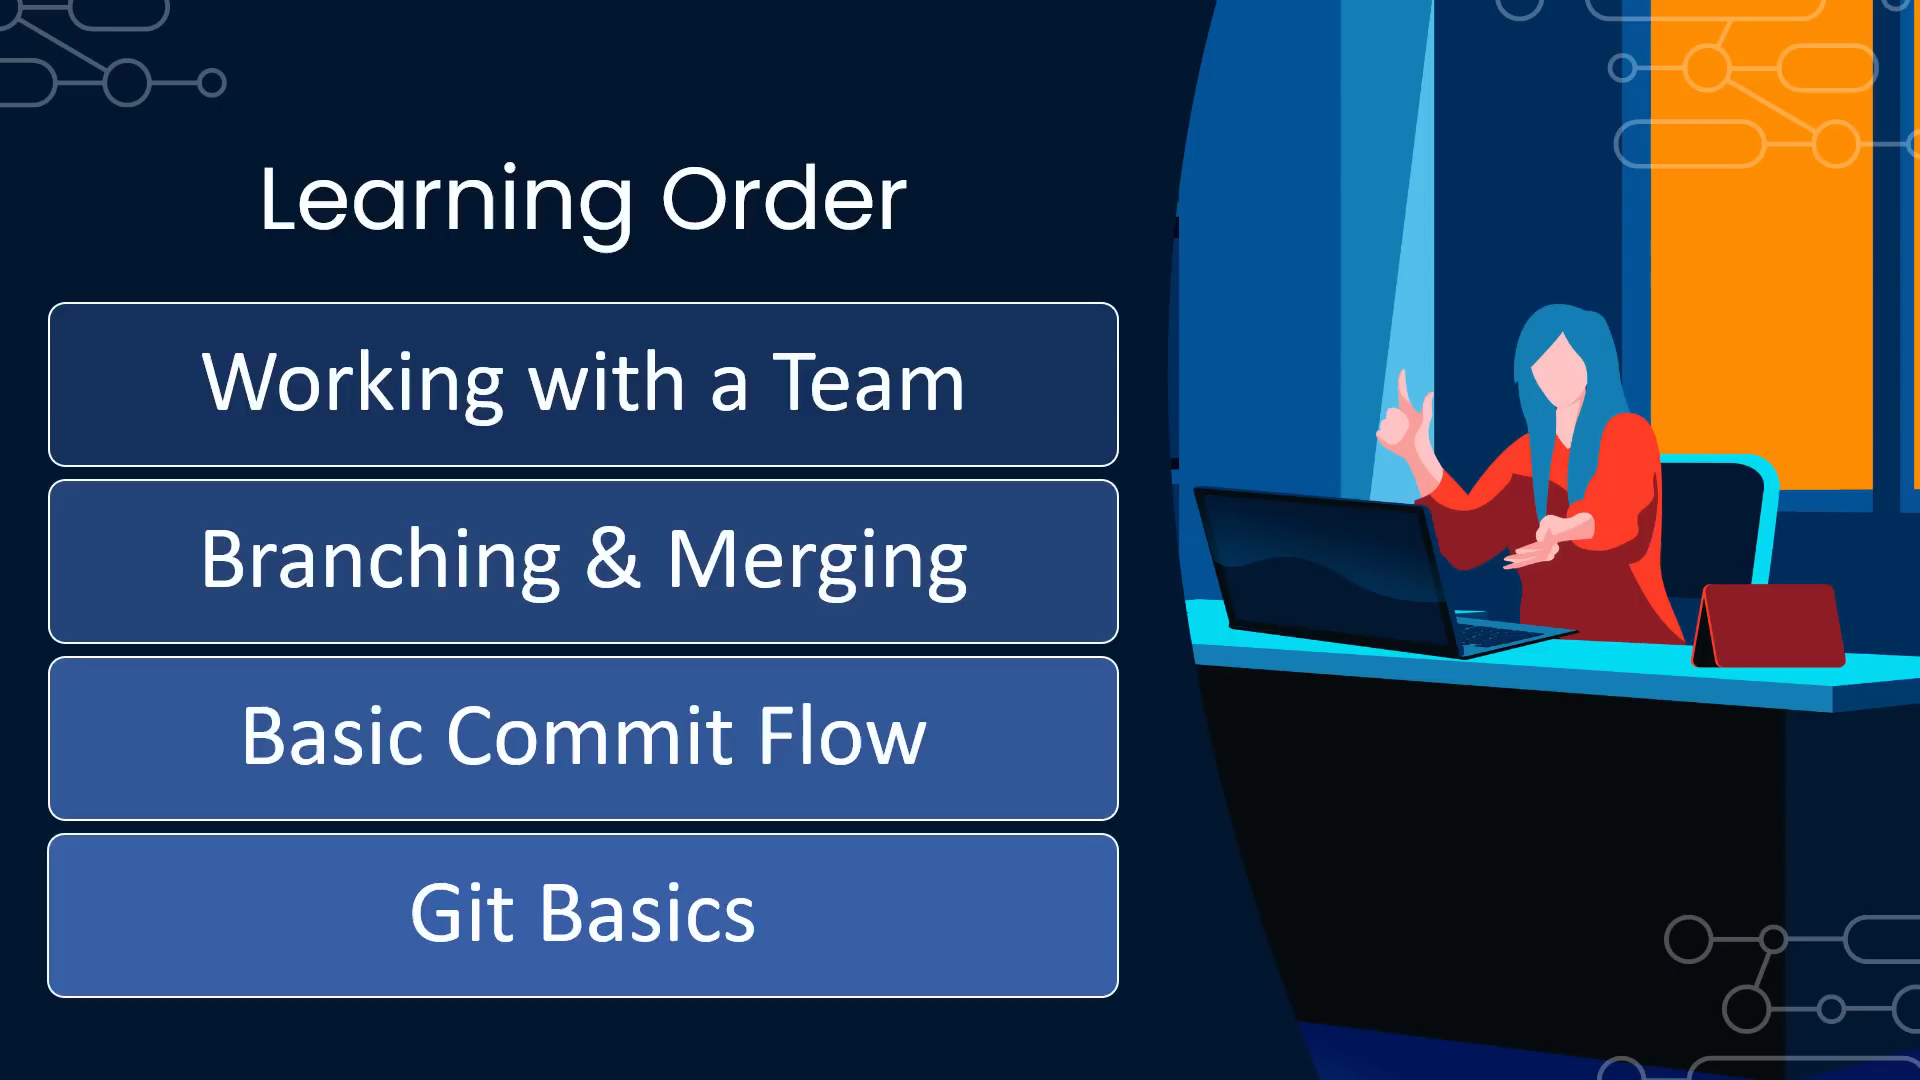 Learning Order
Working with a Team
Branching & Merging
Basic Commit Flow
Git Basics